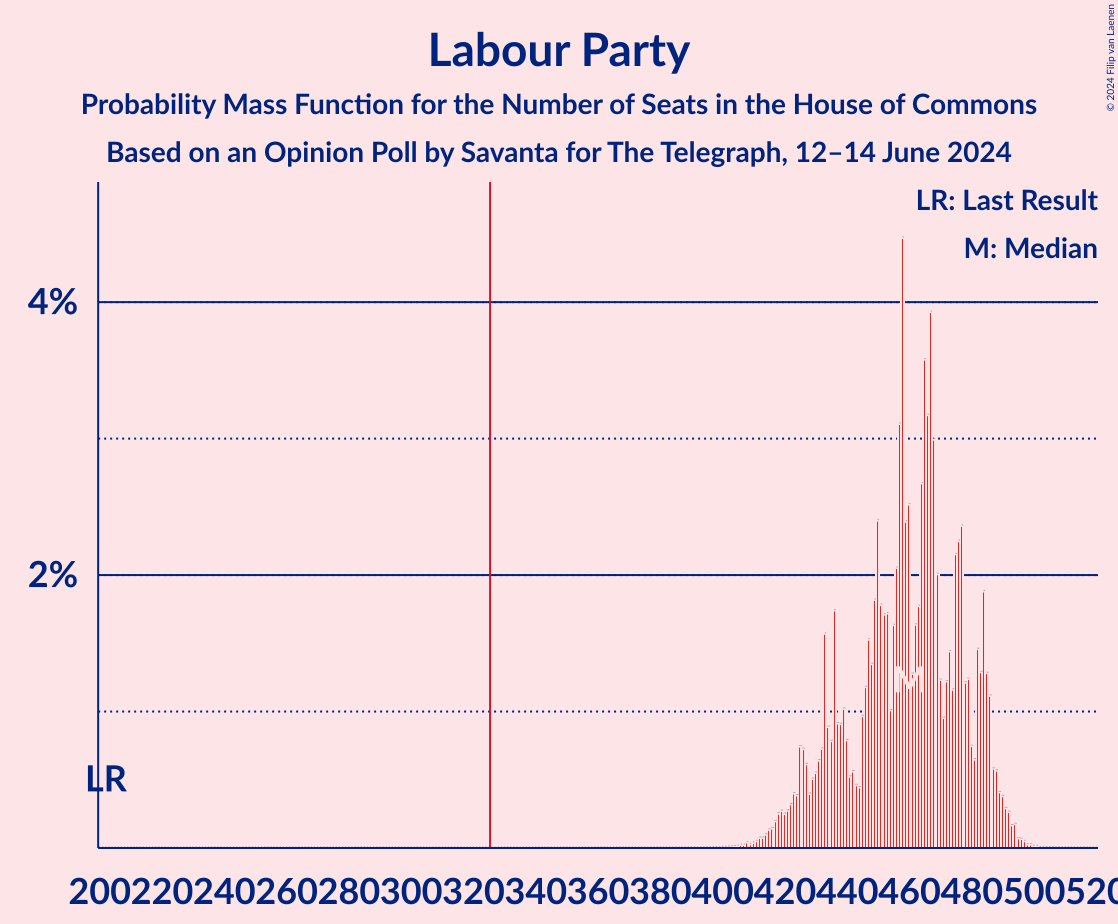 Labour Party
Probability Mass Function for the Number of Seats in the House of Commons
Based on an Opinion Poll by Savanta for The Telegraph, 12–14 June 2024
© 2024 Filip van Laenen
LR: Last Result
M: Median
4%
2%
LR
M
200220240260280300320340360380400420440460480500520